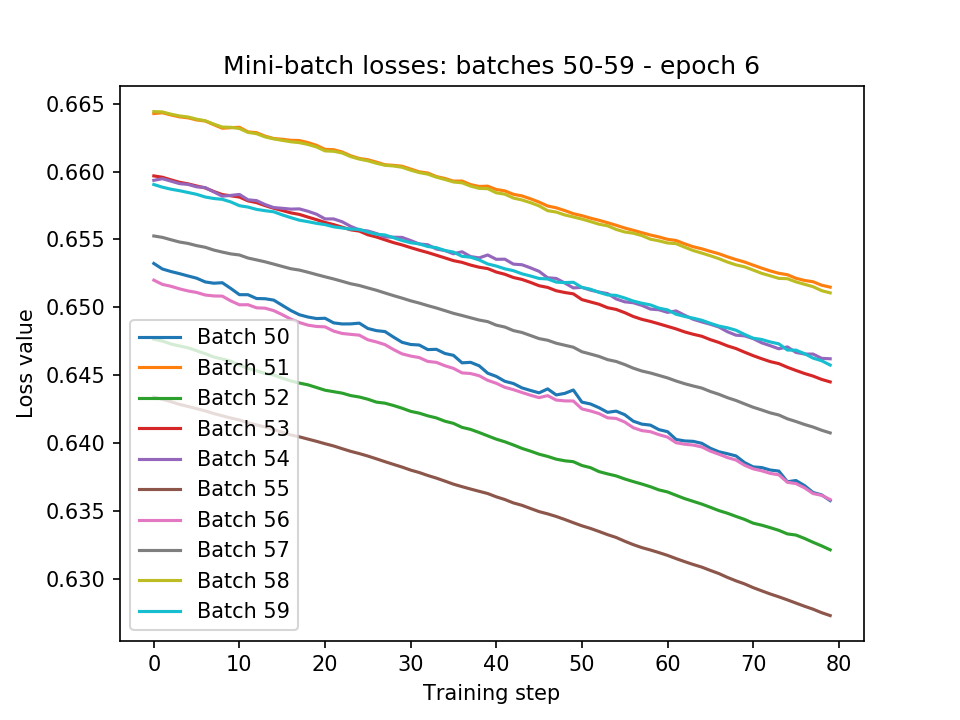 Mini-batch losses: batches 50-59 - epoch 6
Loss value
0.665
0.660
0.655
0.650
0.645
0.640
0.635
0.630
Batch 50
Batch 51
Batch 52
Batch 53
Batch 54
Batch 55
Batch 56
Batch 57
Batch 58
Batch 59
0 10 20 30 40 50 60 70 80
Training step